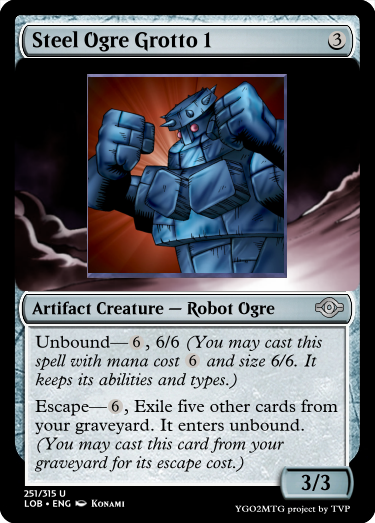 Steel Ogre Grotto 1 3
Artifact Creature — Robot Ogre
Unbound—6, 6/6 (You may cast this
spell with mana cost 6 and size 6/6. It
keeps its abilities and types.)
Escape—6, Exile five other cards from
your graveyard. It enters unbound.
(You may cast this card from your
graveyard for its escape cost.)
3/3
251/315 U
LOB • ENG Konami
YGO2MTG project by TVP